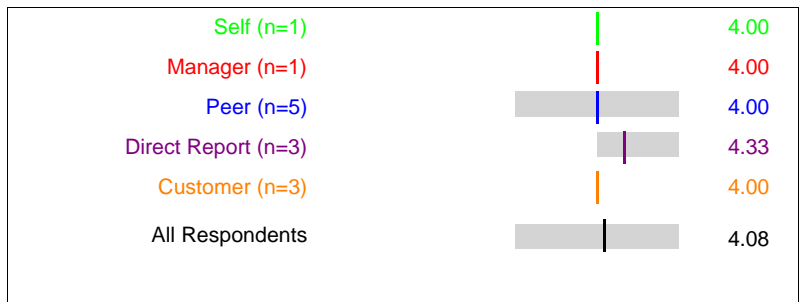 Self (n=1) 4.00
Manager (n=1) 4.00
Peer (n=5) 4.00
Direct Report (n=3) 4.33
Customer (n=3) 4.00
All Respondents 4.08